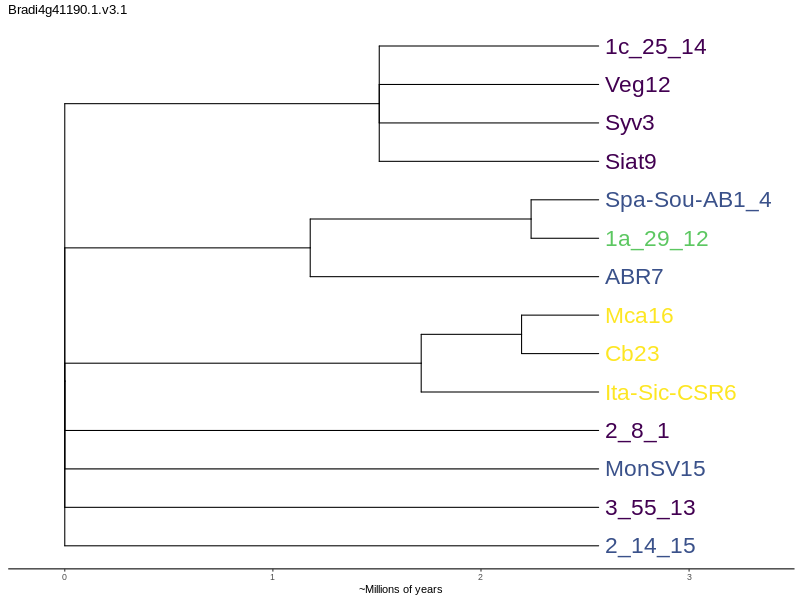 Bradi4g41190.1.v3.1
1c_25_14
Veg12
Syv3
Siat9
Spa-Sou-AB1_4
1a_29_12
ABR7
Mca16
Cb23
Ita-Sic-CSR6
2_8_1
MonSV15
3_55_13
2_14_15
0 1 2 3
~Millions of years